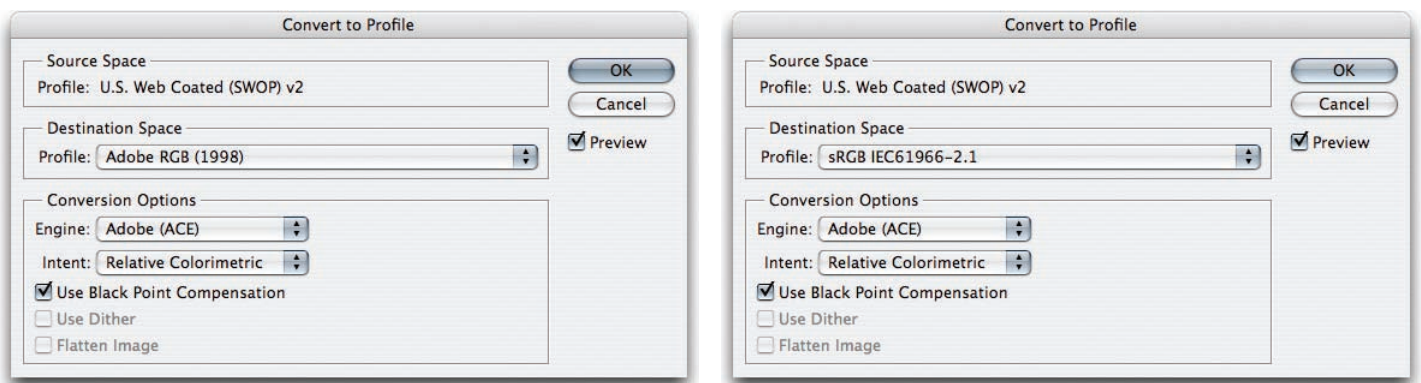 Convert to Profile
Source Space
Profile: U.S. Web Coated (SWOP) v2
OK
Cancel
Destination Space
Preview
Profile: Adobe RGB (1998)
Conversion Options
Engine: Adobe (ACE)
Intent: Relative Colorimetric
Use Black Point Compensation
Use Dither
Flatten Image
Convert to Profile
Source Space
Profile: U.S. Web Coated (SWOP) v2
OK
Cancel
Destination Space
Preview
Profile: sRGB IEC61966-2.1
Conversion Options
Engine: Adobe (ACE)
Intent: Relative Colorimetric
Use Black Point Compensation
Use Dither
Flatten Image